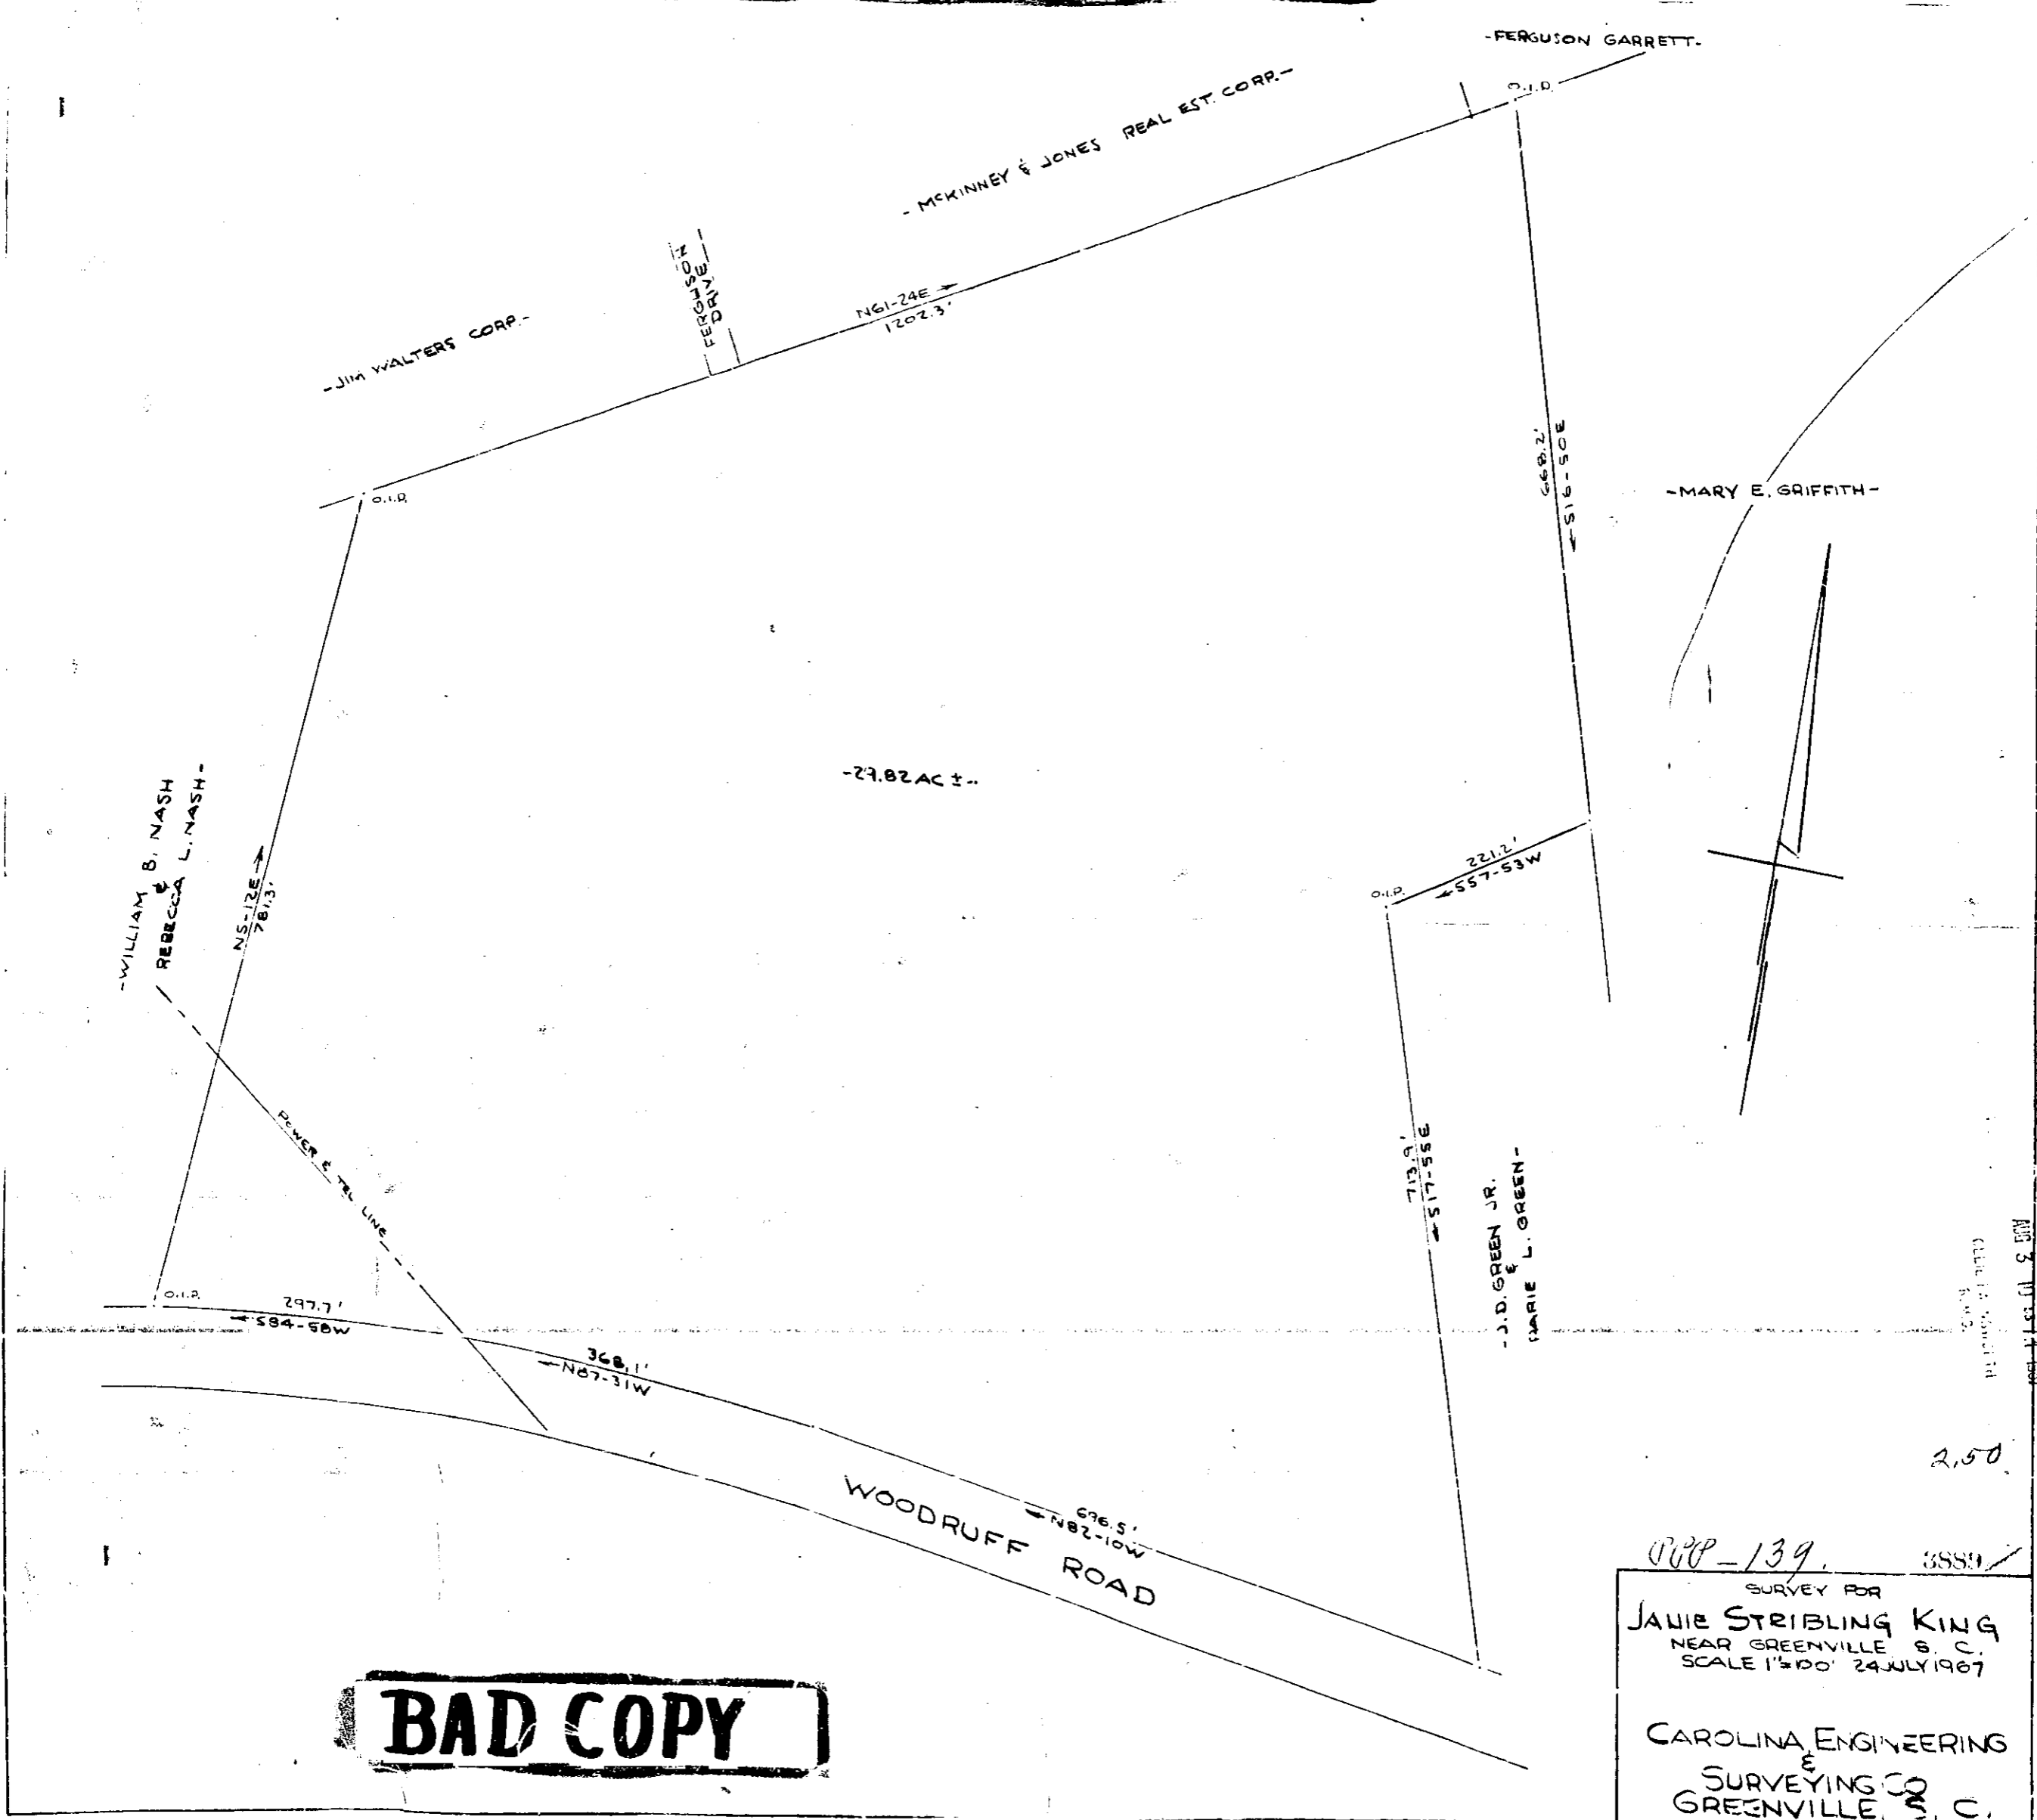 -FERGUSON GARRETT-
O.I.P.
- McKINNEY & JONES REAL EST. CORP.-
FERGUSON
DRIVE
N61-24E
1202.3'
-JIM WALTERS CORP.-
O.I.P.
668.2'
S16-50E
-MARY E. GRIFFITH-
-WILLIAM B. NASH
&
REBECCA L. NASH-
N5-12E
781.3'
-27.82 AC ±-
221.2'
S57-53W
O.I.P.
713.9'
S17-55E
-J.D. GREEN JR.
&
MARIE L. GREEN-
POWER & TEL LINE
O.I.P.
297.7'
S84-58W
368.1'
N87-31W
696.5'
N82-10W
WOODRUFF ROAD
AUG 3
2.50
PPP-139.
3889
SURVEY FOR
JANIE STRIBLING KING
NEAR GREENVILLE, S. C.
SCALE 1"=100' 24 JULY 1967
CAROLINA ENGINEERING
&
SURVEYING CO
GREENVILLE, S. C.
BAD COPY